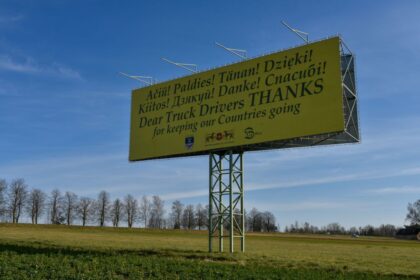 Ačiū! Paldies! Tänan! Dzięki!
Kiitos! Дзякуй! Danke! Спасибі!
Dear Truck Drivers THANKS
for keeping our Countries going